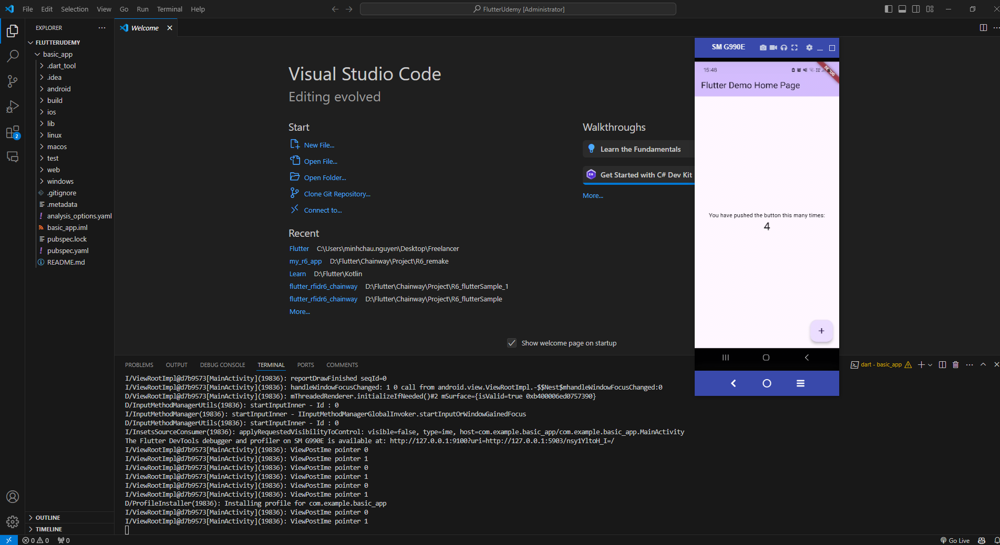 File Edit Selection View Go Run Terminal Help
FlutterUdemy [Administrator]
EXPLORER
Welcome
FLUTTERUDEMY
basic_app
.dart_tool
.idea
android
build
ios
lib
linux
macos
test
web
windows
.gitignore
.metadata
analysis_options.yaml
basic_app.iml
pubspec.lock
pubspec.yaml
README.md
OUTLINE
TIMELINE
2
Visual Studio Code
Editing evolved
Start
New File...
Open File...
Open Folder...
Clone Git Repository...
Connect to...
Recent
Flutter C:\Users\minhchau.nguyen\Desktop\Freelancer
my_r6_app D:\Flutter\Chainway\Project\R6_remake
Learn D:\Flutter\Kotlin
flutter_rfidr6_chainway D:\Flutter\Chainway\Project\R6_flutterSample_1
flutter_rfidr6_chainway D:\Flutter\Chainway\Project\R6_flutterSample
More...
Walkthroughs
Learn the Fundamentals
Get Started with C# Dev Kit
More...
Show welcome page on startup
SM G990E
15:48
DEBUG
Flutter Demo Home Page
You have pushed the button this many times:
4
+
PROBLEMS OUTPUT DEBUG CONSOLE TERMINAL PORTS COMMENTS
dart - basic_app
I/ViewRootImpl@d7b9573[MainActivity](19836): reportDrawFinished seqId=0
I/ViewRootImpl@d7b9573[MainActivity](19836): handleWindowFocusChanged: 1 0 call from android.view.ViewRootImpl.-$$Nest$mhandleWindowFocusChanged:0
D/ViewRootImpl@d7b9573[MainActivity](19836): mThreadedRenderer.initializeIfNeeded()#2 mSurface={isValid=true 0xb400006ed0757390}
D/InputMethodManagerUtils(19836): startInputInner - Id : 0
I/InputMethodManager(19836): startInputInner - IInputMethodManagerGlobalInvoker.startInputOrWindowGainedFocus
D/InputMethodManagerUtils(19836): startInputInner - Id : 0
I/InsetsSourceConsumer(19836): applyRequestedVisibilityToControl: visible=false, type=ime, host=com.example.basic_app/com.example.basic_app.MainActivity
The Flutter DevTools debugger and profiler on SM G990E is available at: http://127.0.0.1:9100?uri=http://127.0.0.1:5903/nsy1YltoH_I=/
I/ViewRootImpl@d7b9573[MainActivity](19836): ViewPostIme pointer 0
I/ViewRootImpl@d7b9573[MainActivity](19836): ViewPostIme pointer 1
I/ViewRootImpl@d7b9573[MainActivity](19836): ViewPostIme pointer 0
I/ViewRootImpl@d7b9573[MainActivity](19836): ViewPostIme pointer 1
I/ViewRootImpl@d7b9573[MainActivity](19836): ViewPostIme pointer 0
I/ViewRootImpl@d7b9573[MainActivity](19836): ViewPostIme pointer 1
D/ProfileInstaller(19836): Installing profile for com.example.basic_app
I/ViewRootImpl@d7b9573[MainActivity](19836): ViewPostIme pointer 0
I/ViewRootImpl@d7b9573[MainActivity](19836): ViewPostIme pointer 1
0 0 0
Go Live